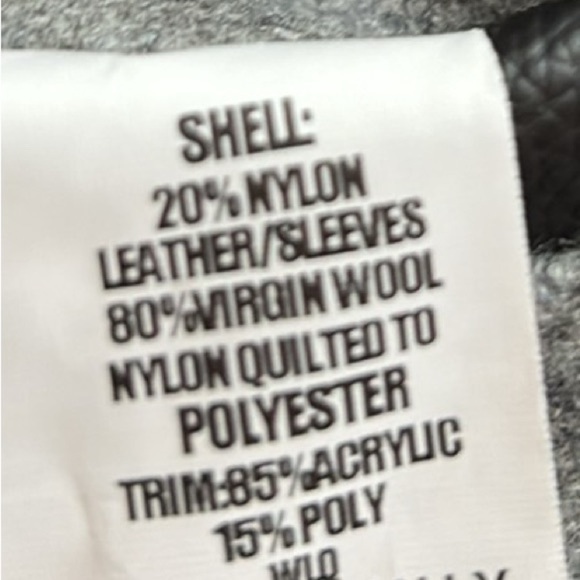 SHELL:
20% NYLON
LEATHER/SLEEVES
80%VIRGIN WOOL
NYLON QUILTED TO
POLYESTER
TRIM:85%ACRYLIC
15% POLY